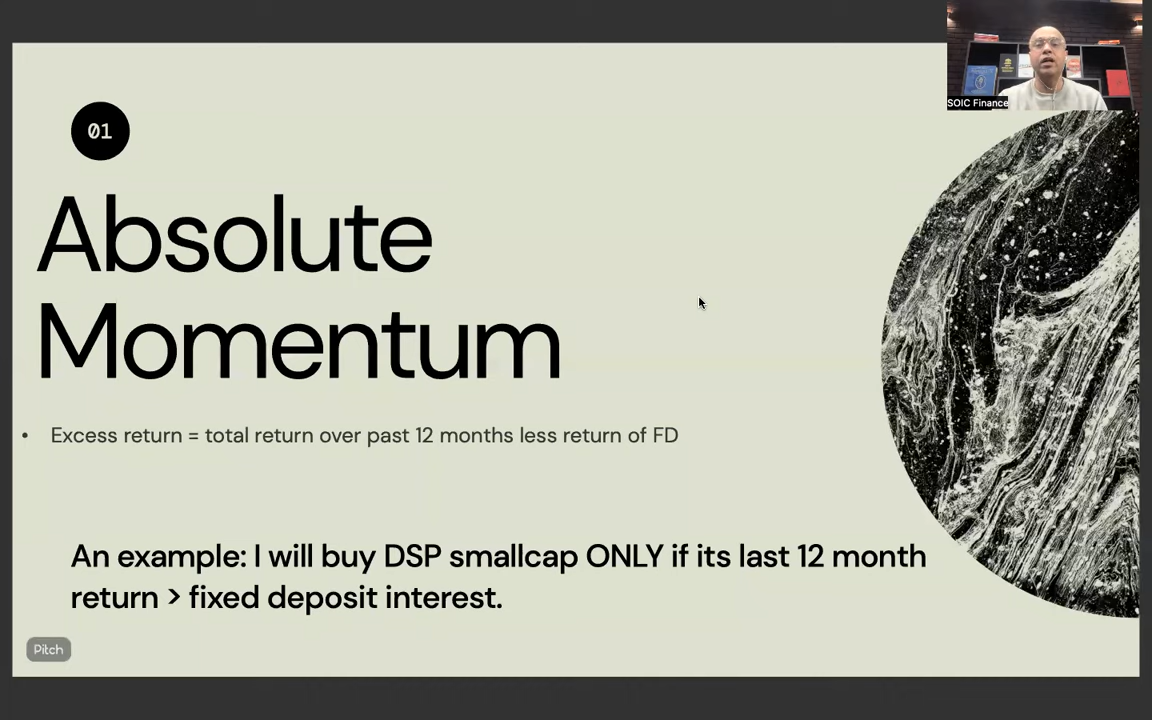 SOIC Finance
01
Absolute
Momentum
• Excess return = total return over past 12 months less return of FD
An example: I will buy DSP smallcap ONLY if its last 12 month
return > fixed deposit interest.
Pitch